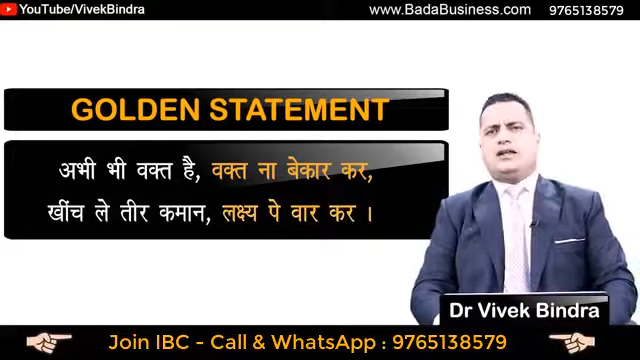 YouTube/VivekBindra
www.BadaBusiness.com 9765138579
GOLDEN STATEMENT
अभी भी वक्त है, वक्त ना बेकार कर,
खींच ले तीर कमान, लक्ष्य पे वार कर ।
Dr Vivek Bindra
Join IBC - Call & WhatsApp : 9765138579